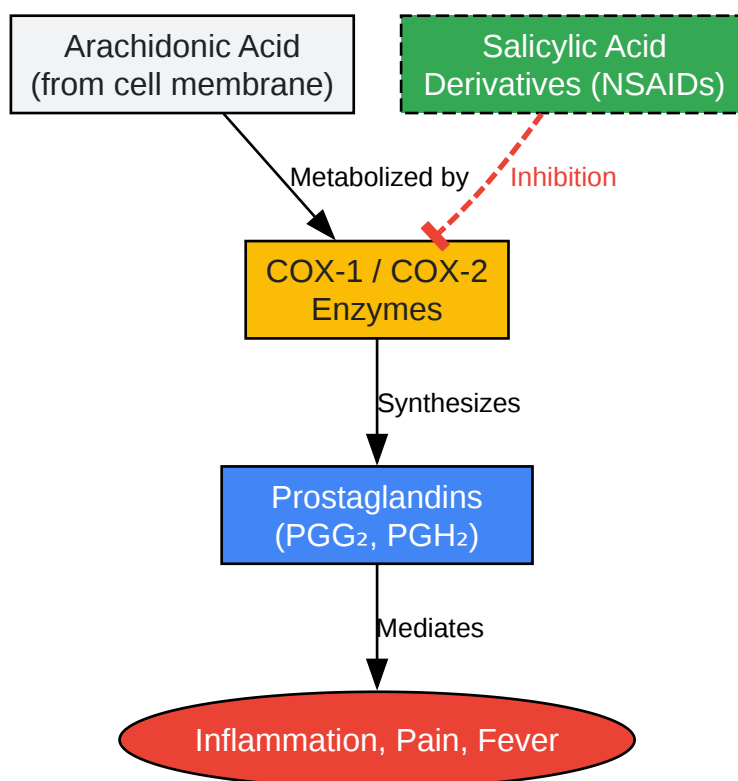 Arachidonic Acid
(from cell membrane)
Salicylic Acid
Derivatives (NSAIDs)
Metabolized by
Inhibition
COX-1 / COX-2
Enzymes
Synthesizes
Prostaglandins
(PGG₂, PGH₂)
Mediates
Inflammation, Pain, Fever